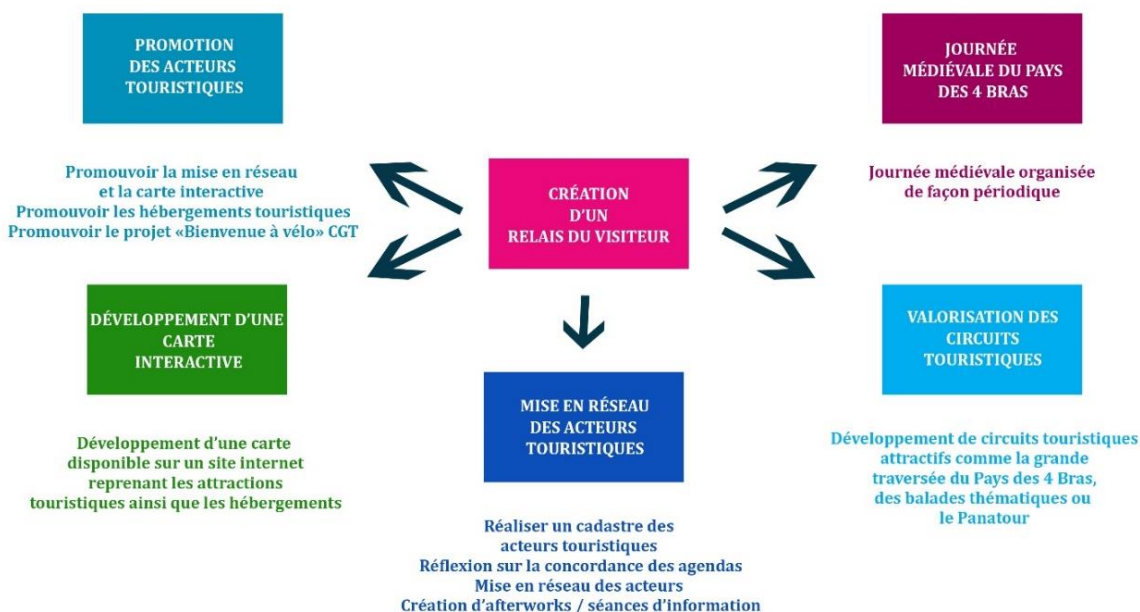 PROMOTION
DES ACTEURS
TOURISTIQUES
Promouvoir la mise en réseau
et la carte interactive
Promouvoir les hébergements touristiques
Promouvoir le projet «Bienvenue à vélo» CGT
DÉVELOPPEMENT D'UNE
CARTE
INTERACTIVE
Développement d'une carte
disponible sur un site internet
reprenant les attractions
touristiques ainsi que les hébergements
CRÉATION
D'UN
RELAIS DU VISITEUR
MISE EN RÉSEAU
DES ACTEURS
TOURISTIQUES
Réaliser un cadastre des
acteurs touristiques
Réflexion sur la concordance des agendas
Mise en réseau des acteurs
Création d'afterworks / séances d'information
JOURNÉE
MÉDIÉVALE DU PAYS
DES 4 BRAS
Journée médiévale organisée
de façon périodique
VALORISATION DES
CIRCUITS
TOURISTIQUES
Développement de circuits touristiques
attractifs comme la grande
traversée du Pays des 4 Bras,
des balades thématiques ou
le Panatour